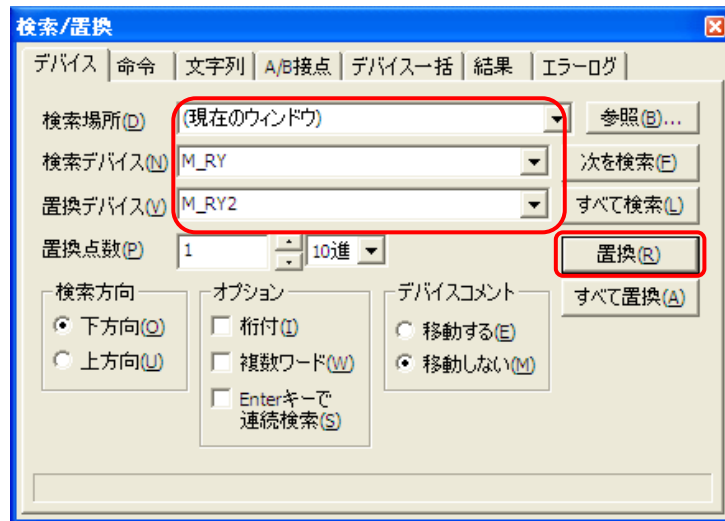 検索/置換
デバイス 命令 文字列 A/B接点 デバイス一括 結果 エラーログ
検索場所(D) (現在のウィンドウ) 参照(B)...
検索デバイス(N) M_RY 次を検索(F)
置換デバイス(V) M_RY2 すべて検索(L)
置換点数(P) 1 10進 置換(R)
検索方向 オプション デバイスコメント すべて置換(A)
下方向(O) 桁付(I) 移動する(E)
上方向(U) 複数ワード(W) 移動しない(M)
Enterキーで
連続検索(S)